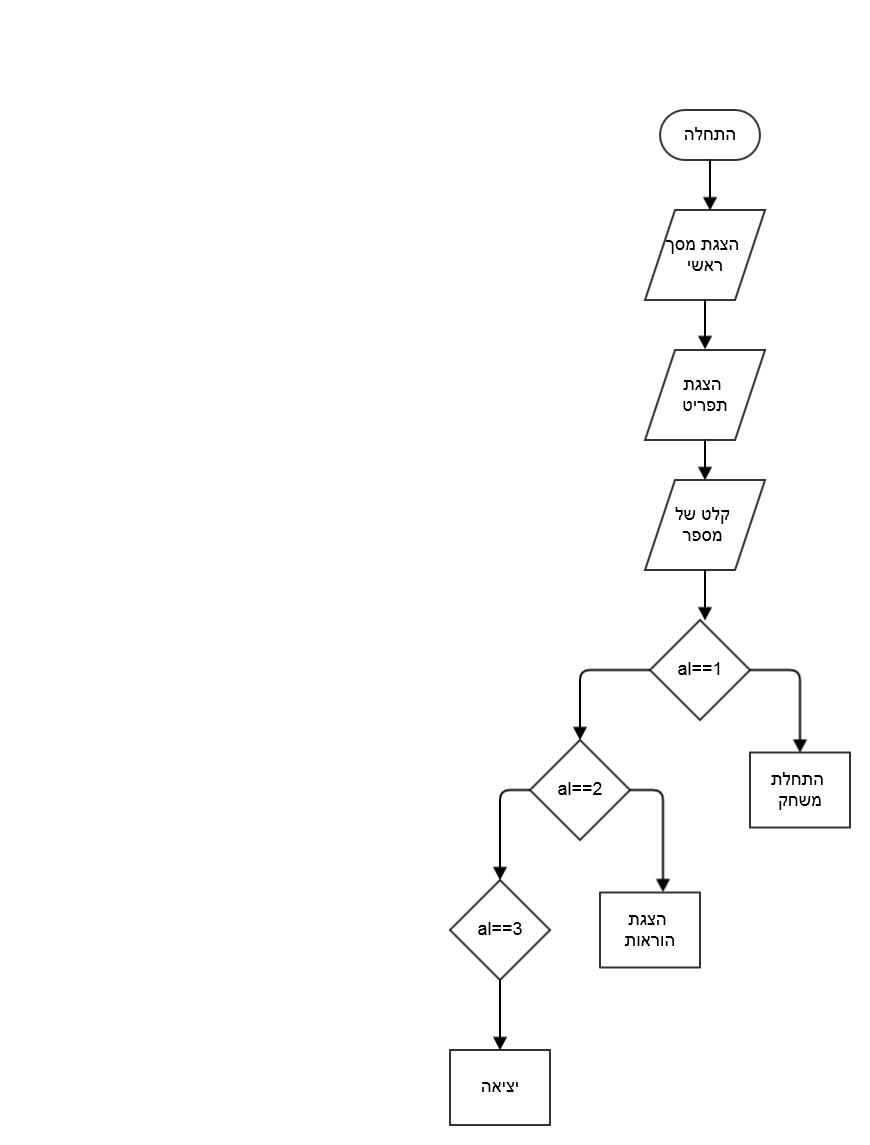 התחלה
הצגת מסך
ראשי
הצגת
תפריט
קלט של
מספר
al==1
התחלת
משחק
al==2
הצגת
הוראות
al==3
יציאה